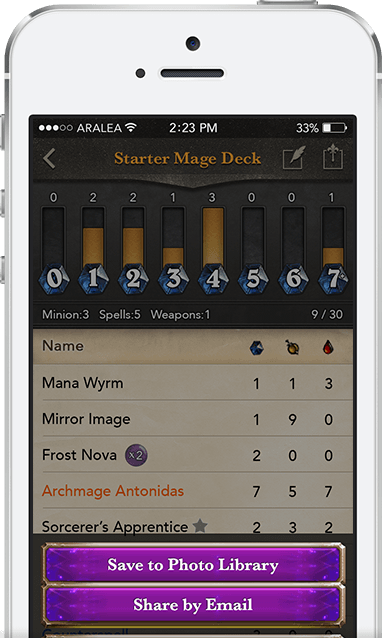 ARALEA 2:23 PM 33%
Starter Mage Deck
0 2 2 1 3 0 0 1
0 1 2 3 4 5 6 7
Minion:3 Spells:5 Weapons:1 9 / 30
Name
Mana Wyrm 1 1 3
Mirror Image 1 9 0
Frost Nova x2 2 0 0
Archmage Antonidas 7 5 7
Sorcerer's Apprentice 2 3 2
Save to Photo Library
Share by Email